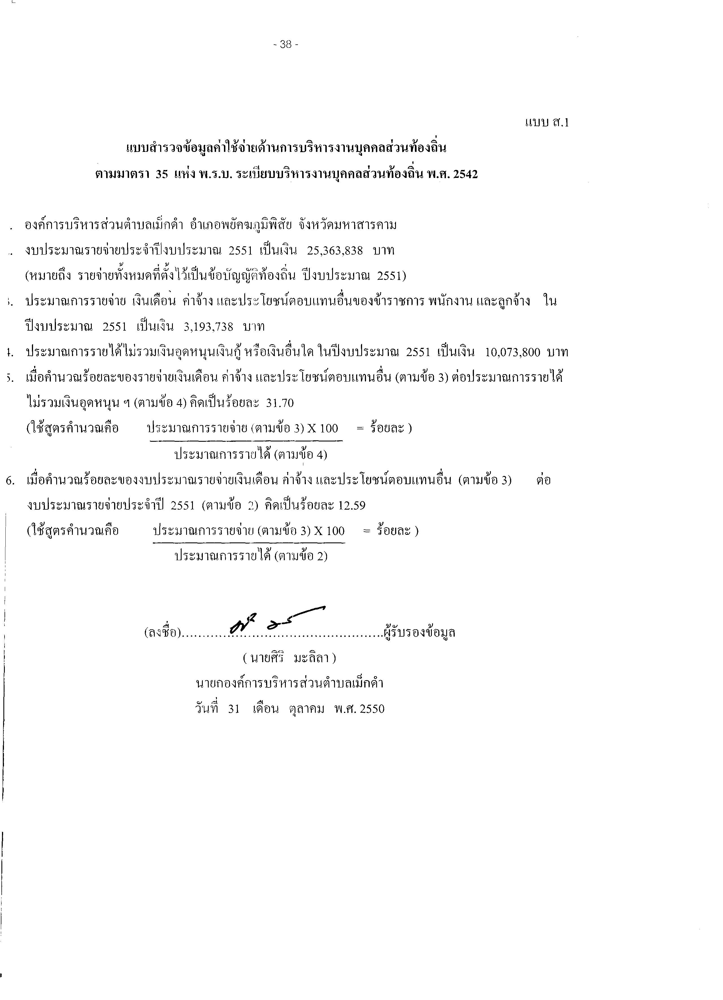 - 38 -
แบบ ส.1
แบบสำรวจข้อมูลค่าใช้จ่ายด้านการบริหารงานบุคคลส่วนท้องถิ่น
ตามมาตรา 35 แห่ง พ.ร.บ. ระเบียบบริหารงานบุคคลส่วนท้องถิ่น พ.ศ. 2542
. องค์การบริหารส่วนตำบลเม็กดำ อำเภอพยัคฆภูมิพิสัย จังหวัดมหาสารคาม
. งบประมาณรายจ่ายประจำปีงบประมาณ 2551 เป็นเงิน 25,363,838 บาท
(หมายถึง รายจ่ายทั้งหมดที่ตั้งไว้เป็นข้อบัญญัติท้องถิ่น ปีงบประมาณ 2551)
. ประมาณการรายจ่าย เงินเดือน ค่าจ้าง และประโยชน์ตอบแทนอื่นของข้าราชการ พนักงาน และลูกจ้าง ใน
ปีงบประมาณ 2551 เป็นเงิน 3,193,738 บาท
4. ประมาณการรายได้ไม่รวมเงินอุดหนุนเงินกู้ หรือเงินอื่นใด ในปีงบประมาณ 2551 เป็นเงิน 10,073,800 บาท
5. เมื่อคำนวณร้อยละของรายจ่ายเงินเดือน ค่าจ้าง และประโยชน์ตอบแทนอื่น (ตามข้อ 3) ต่อประมาณการรายได้
ไม่รวมเงินอุดหนุน ฯ (ตามข้อ 4) คิดเป็นร้อยละ 31.70
(ใช้สูตรคำนวณคือ ประมาณการรายจ่าย (ตามข้อ 3) X 100 = ร้อยละ )
ประมาณการรายได้ (ตามข้อ 4)
6. เมื่อคำนวณร้อยละของงบประมาณรายจ่ายเงินเดือน ค่าจ้าง และประโยชน์ตอบแทนอื่น (ตามข้อ 3) ต่อ
งบประมาณรายจ่ายประจำปี 2551 (ตามข้อ 2) คิดเป็นร้อยละ 12.59
(ใช้สูตรคำนวณคือ ประมาณการรายจ่าย (ตามข้อ 3) X 100 = ร้อยละ )
ประมาณการรายได้ (ตามข้อ 2)
(ลงชื่อ)..................................................ผู้รับรองข้อมูล
( นายศิริ มะลิลา )
นายกองค์การบริหารส่วนตำบลเม็กดำ
วันที่ 31 เดือน ตุลาคม พ.ศ. 2550